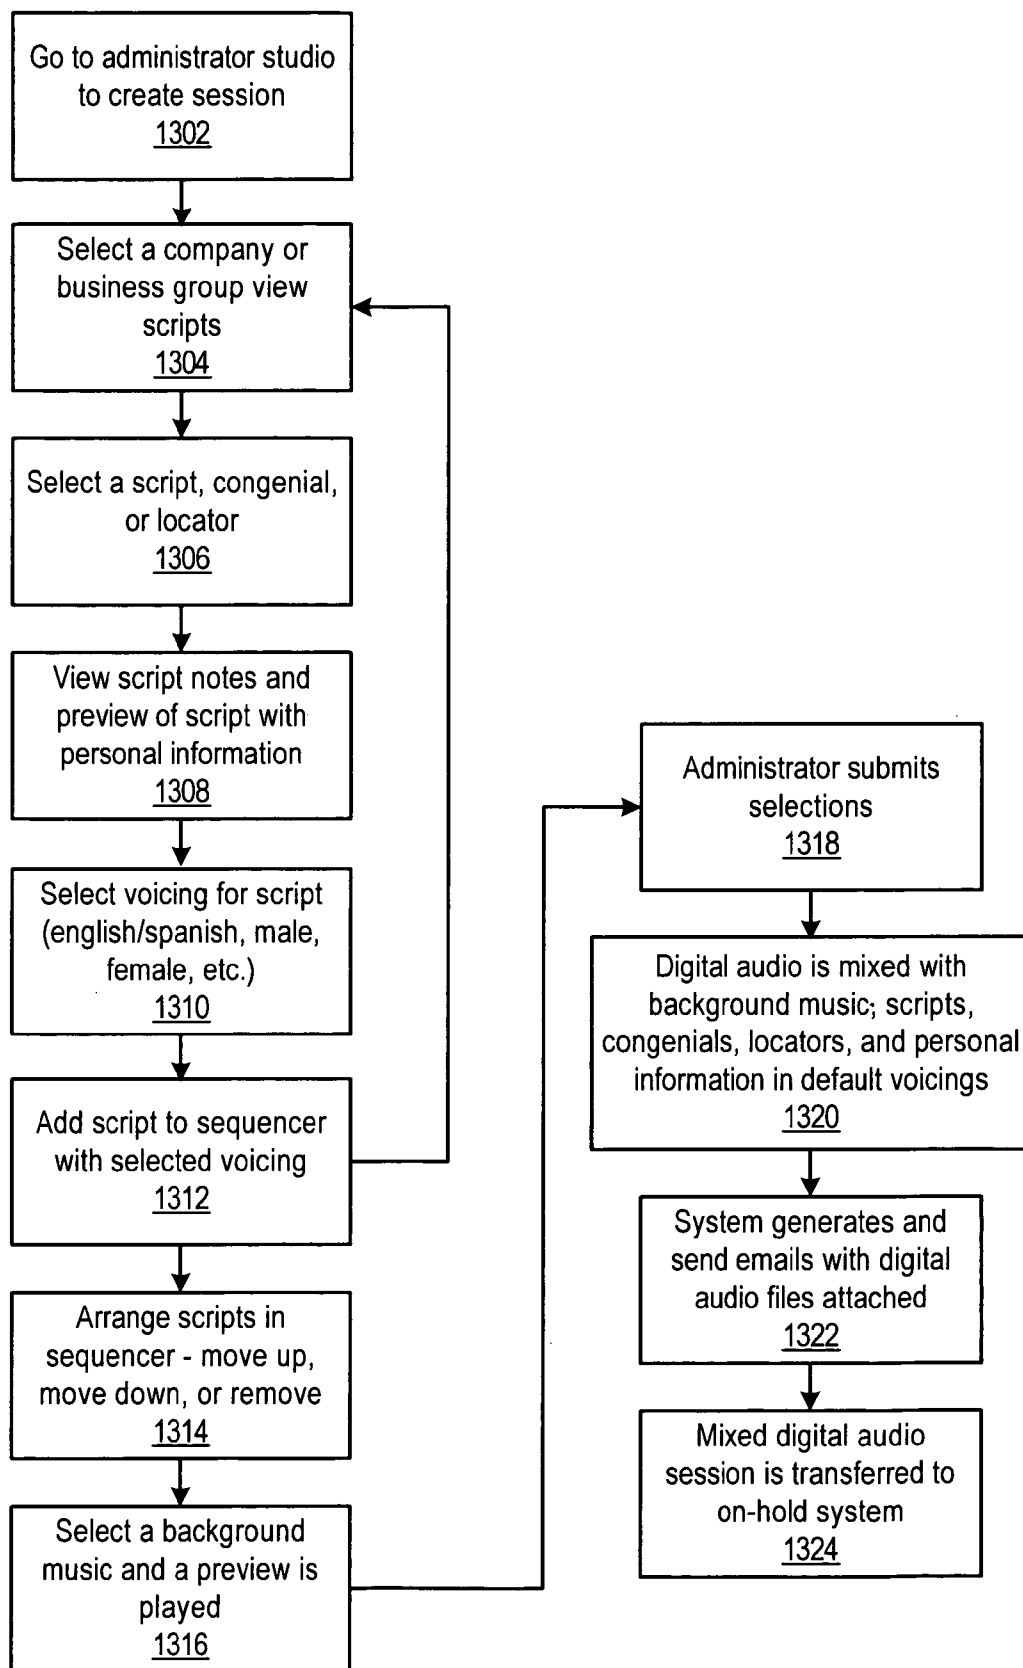 Go to administrator studio
to create session
1302
Select a company or
business group view
scripts
1304
Select a script, congenial,
or locator
1306
View script notes and
preview of script with
personal information
1308
Select voicing for script
(english/spanish, male,
female, etc.)
1310
Add script to sequencer
with selected voicing
1312
Arrange scripts in
sequencer - move up,
move down, or remove
1314
Select a background
music and a preview is
played
1316
Administrator submits
selections
1318
Digital audio is mixed with
background music; scripts,
congenials, locators, and personal
information in default voicings
1320
System generates and
send emails with digital
audio files attached
1322
Mixed digital audio
session is transferred to
on-hold system
1324